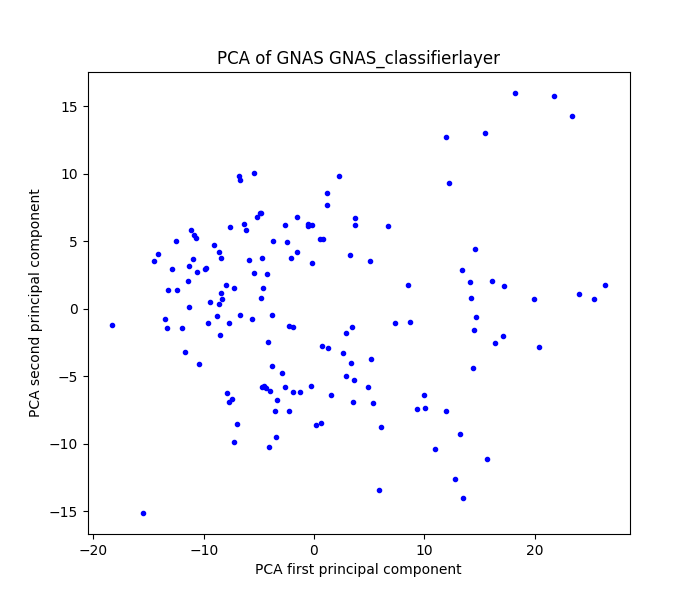 PCA of GNAS GNAS_classifierlayer
15
10
5
0
−5
−10
−15
PCA second principal component
−20 −10 0 10 20
PCA first principal component